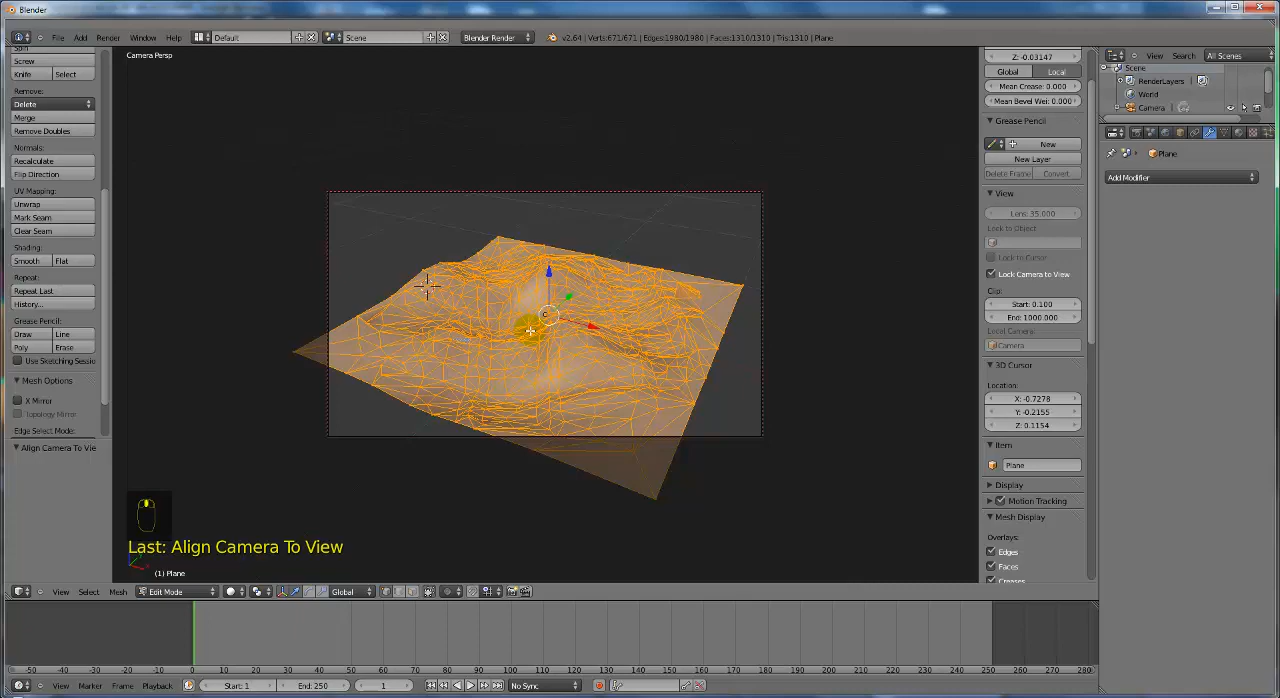 Blender
File Add Render Window Help Default Scene Blender Render v2.64 | Verts:671/671 | Edges:1980/1980 | Faces:1310/1310 | Tris:1310 | Plane
Camera Persp
Spin
Screw
Knife Select
Remove:
Delete
Merge
Remove Doubles
Normals:
Recalculate
Flip Direction
UV Mapping:
Unwrap
Mark Seam
Clear Seam
Shading:
Smooth Flat
Repeat:
Repeat Last
History...
Grease Pencil:
Draw Line
Poly Erase
Use Sketching Sessio
Mesh Options
X Mirror
Topology Mirror
Edge Select Mode:
Align Camera To Vie
Last: Align Camera To View
(1) Plane
Z: -0.03147
Global Local
Mean Crease: 0.000
Mean Bevel Wei: 0.000
Grease Pencil
New
New Layer
Delete Frame Convert
View
Lens: 35.000
Lock to Object:
Lock to Cursor
Lock Camera to View
Clip:
Start: 0.100
End: 1000.000
Local Camera:
Camera
3D Cursor
Location:
X: -0.7278
Y: -0.2155
Z: 0.1154
Item
Plane
Display
Motion Tracking
Mesh Display
Overlays:
Edges
Faces
Creases
View Search All Scenes
Scene
RenderLayers
World
Camera
Plane
Add Modifier
View Select Mesh Edit Mode Global
-50 -40 -30 -20 -10 0 10 20 30 40 50 60 70 80 90 100 110 120 130 140 150 160 170 180 190 200 210 220 230 240 250 260 270 280
View Marker Frame Playback Start: 1 End: 250 1 No Sync